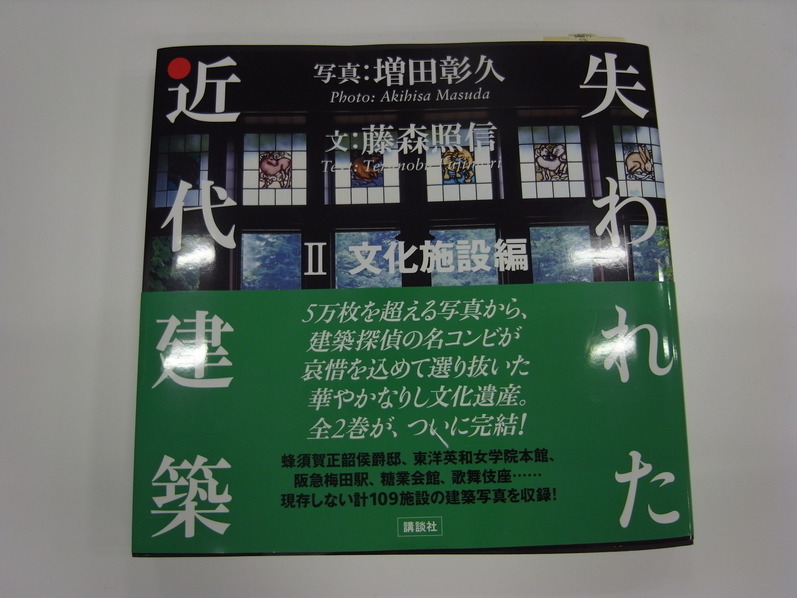 失われた
近代建築
写真：増田彰久
Photo: Akihisa Masuda
文：藤森照信
Text: Terunobu Fujimori
II 文化施設編
5万枚を超える写真から、
建築探偵の名コンビが
哀惜を込めて選り抜いた
華やかなりし文化遺産。
全2巻が、ついに完結！
蜂須賀正韶侯爵邸、東洋英和女学院本館、
阪急梅田駅、糖業会館、歌舞伎座……
現存しない計109施設の建築写真を収録！
講談社